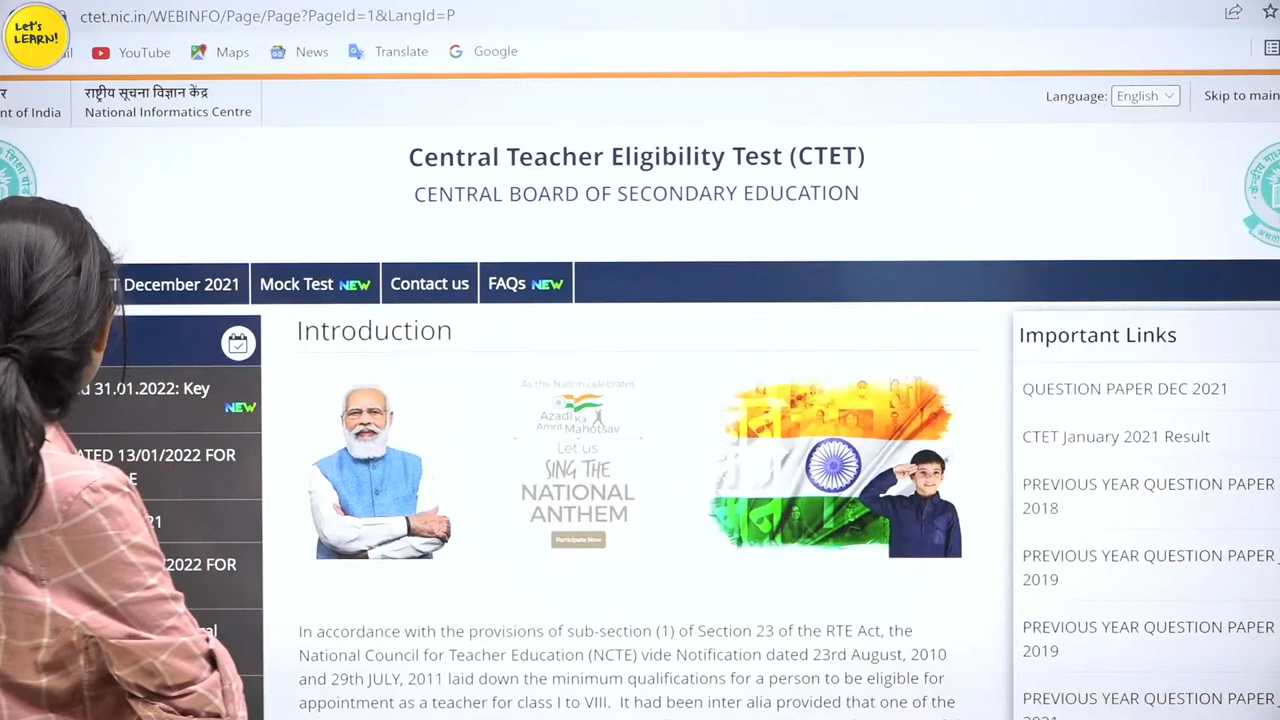 Let's
LEARN!
ctet.nic.in/WEBINFO/Page/Page?PageId=1&LangId=P
YouTube
Maps
News
Translate
Google
राष्ट्रीय सूचना विज्ञान केंद्र
nt of India
National Informatics Centre
Language: English
Skip to main
Central Teacher Eligibility Test (CTET)
CENTRAL BOARD OF SECONDARY EDUCATION
T December 2021
Mock Test NEW
Contact us
FAQs NEW
d 31.01.2022: Key
NEW
ATED 13/01/2022 FOR
E
21
/2022 FOR
al
Introduction
As the Nation celebrates
Azadi Ka
Amrit Mahotsav
Let us
SING THE
NATIONAL
ANTHEM
Participate Now
In accordance with the provisions of sub-section (1) of Section 23 of the RTE Act, the
National Council for Teacher Education (NCTE) vide Notification dated 23rd August, 2010
and 29th JULY, 2011 laid down the minimum qualifications for a person to be eligible for
appointment as a teacher for class I to VIII. It had been inter alia provided that one of the
Important Links
QUESTION PAPER DEC 2021
CTET January 2021 Result
PREVIOUS YEAR QUESTION PAPER
2018
PREVIOUS YEAR QUESTION PAPER J
2019
PREVIOUS YEAR QUESTION PAPER
2019
PREVIOUS YEAR QUESTION PAPER J
2021